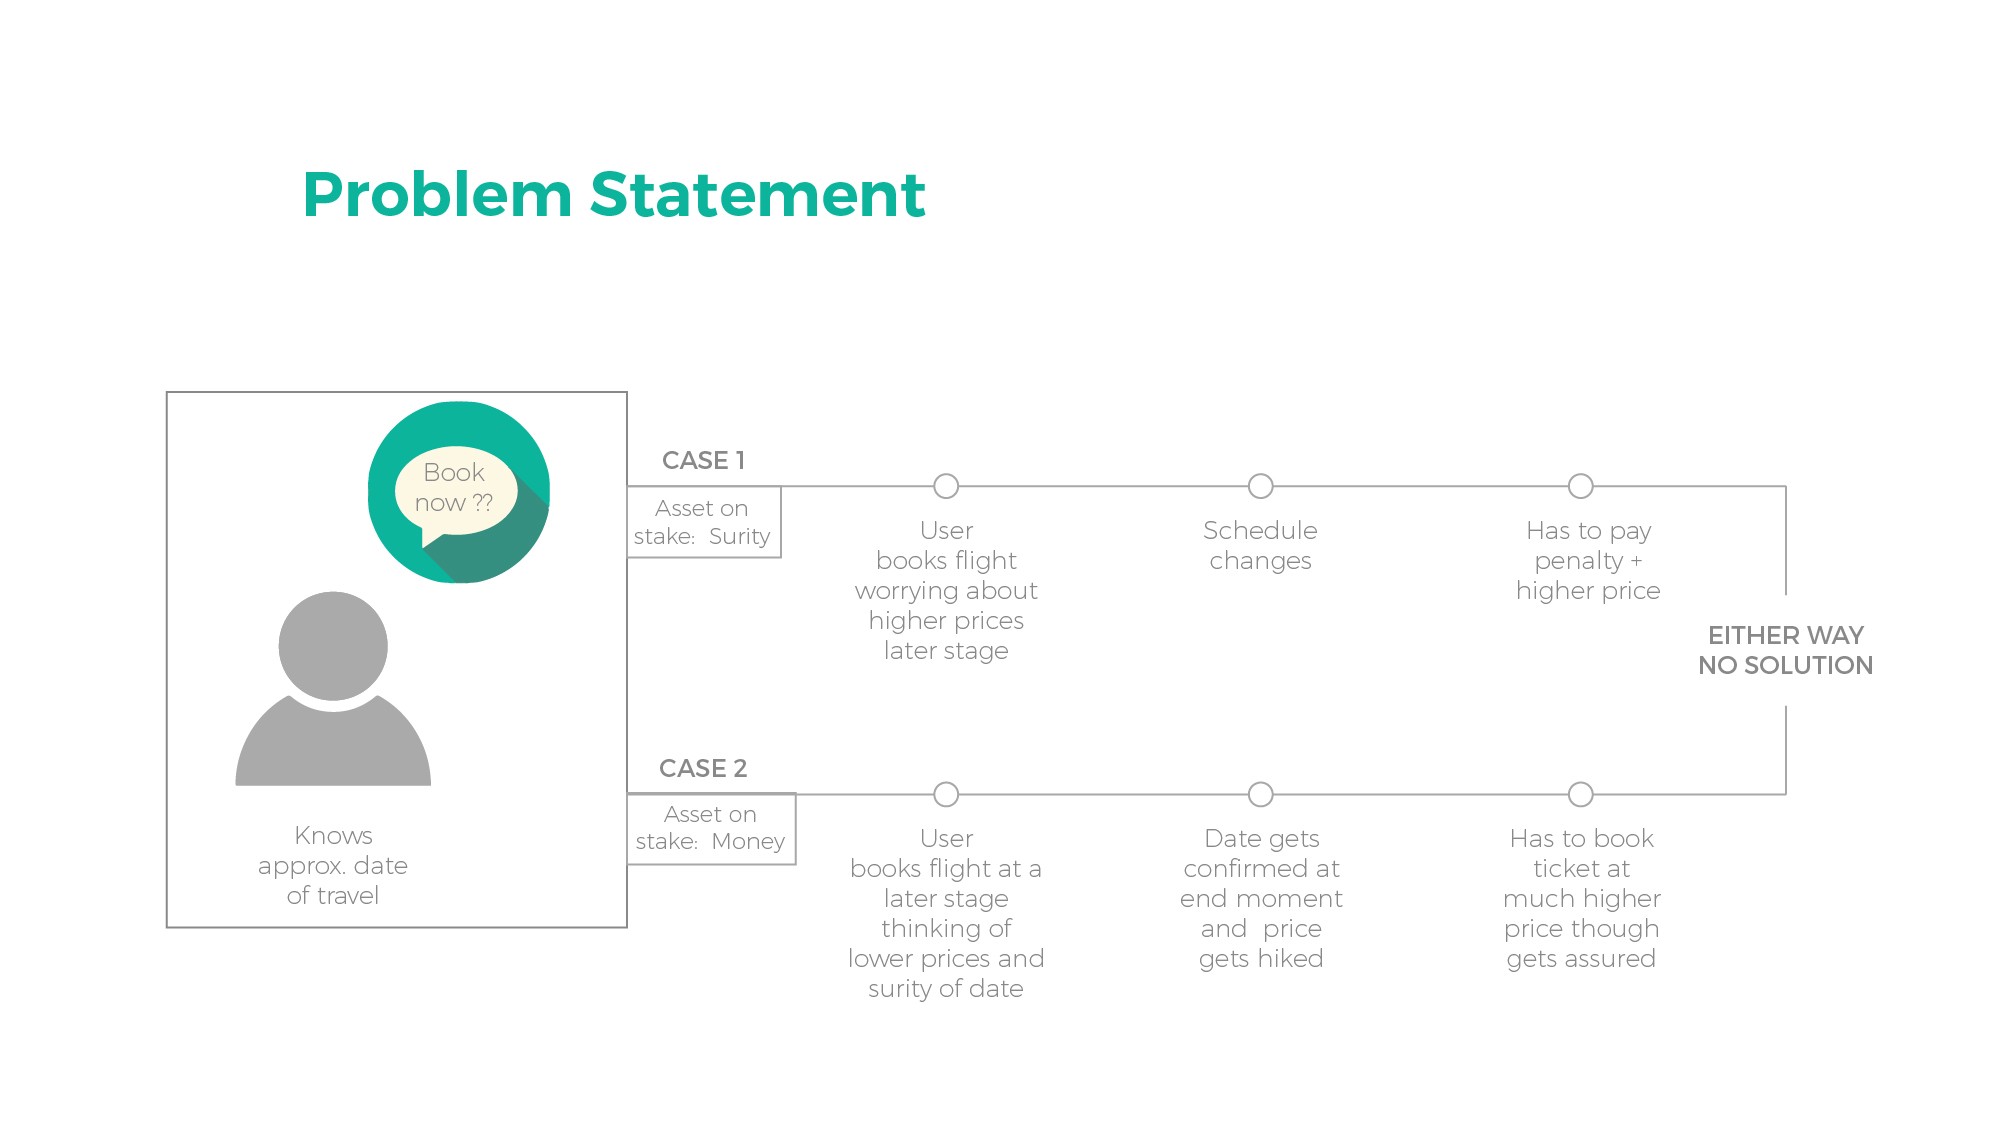 Problem Statement
Book
now ??
Knows
approx. date
of travel
CASE 1
Asset on
stake:  Surity
User
books flight
worrying about
higher prices
later stage
Schedule
changes
Has to pay
penalty +
higher price
EITHER WAY
NO SOLUTION
CASE 2
Asset on
stake:  Money
User
books flight at a
later stage
thinking of
lower prices and
surity of date
Date gets
confirmed at
end moment
and  price
gets hiked
Has to book
ticket at
much higher
price though
gets assured